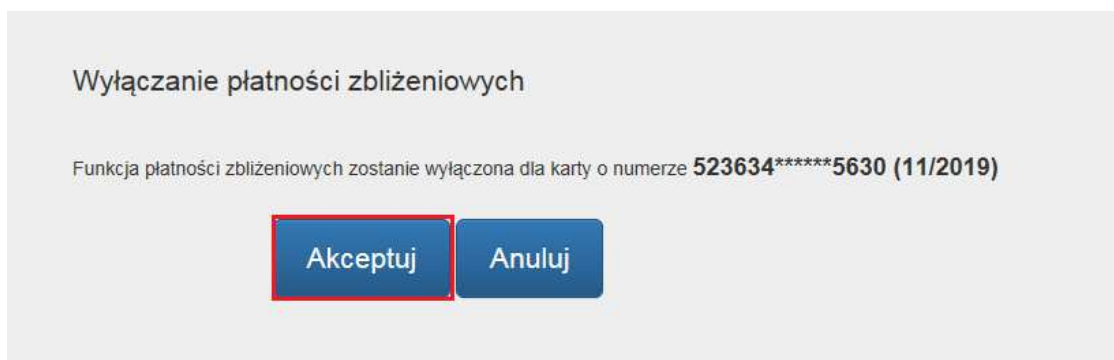 Wyłączanie płatności zbliżeniowych
Funkcja płatności zbliżeniowych zostanie wyłączona dla karty o numerze 523634******5630 (11/2019)
Akceptuj Anuluj